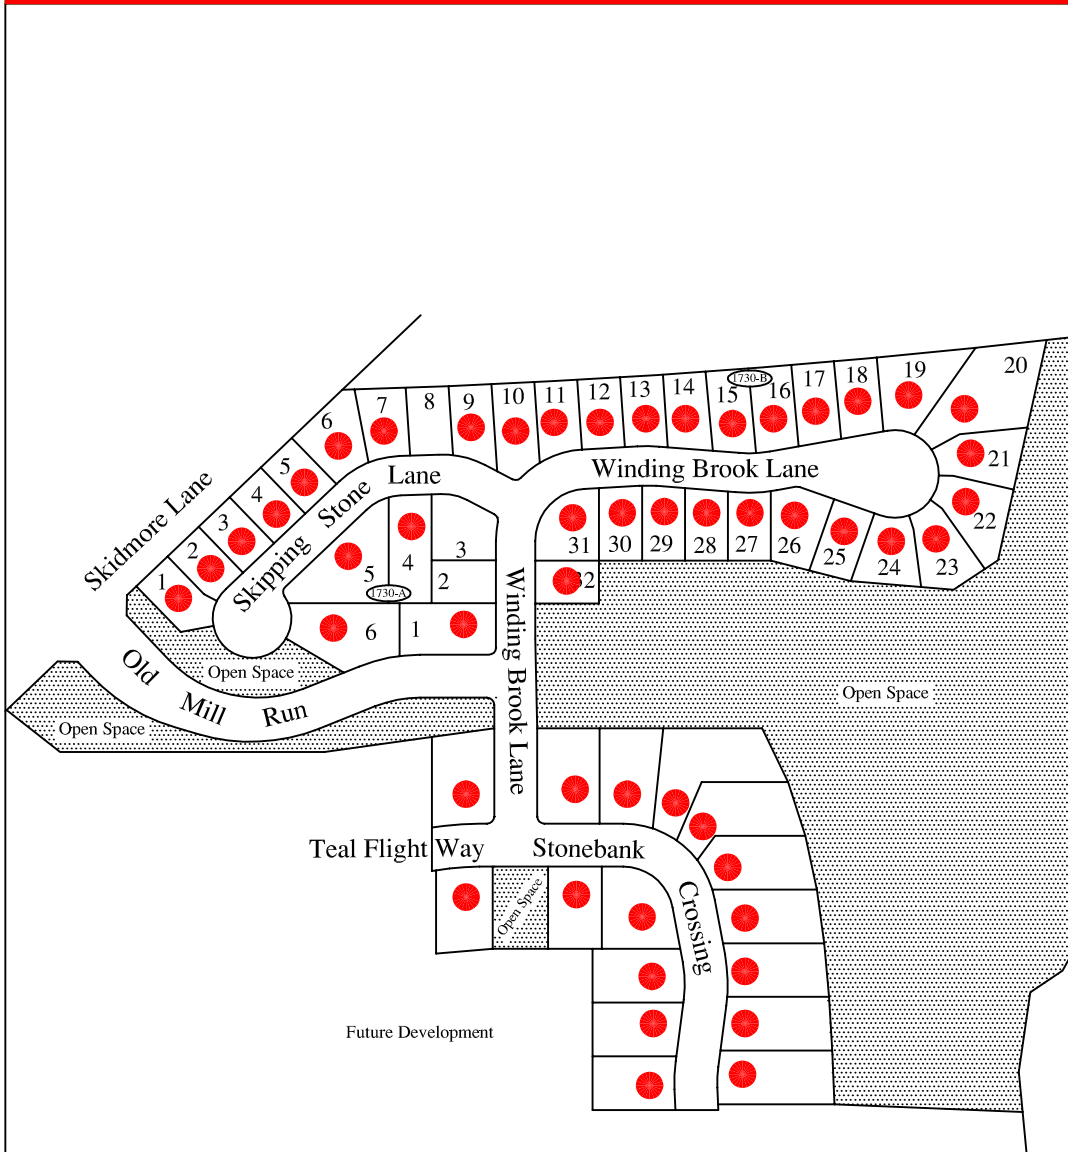 20
19
18
17
16
15
1730-B
14
13
12
11
10
9
8
7
6
5
4
3
2
1
Skidmore Lane
Skipping Stone Lane
Winding Brook Lane
21
22
23
24
25
26
27
28
29
30
31
32
3
2
4
5
1730-A
6
1
Winding Brook Lane
Old Mill Run
Open Space
Open Space
Open Space
Teal Flight Way
Stonebank Crossing
Open Space
Future Development